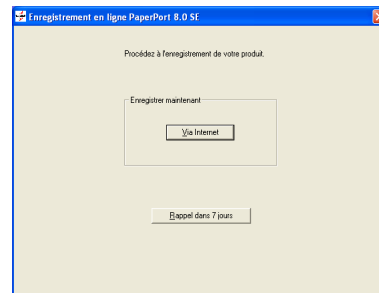 Enregistrement en ligne PaperPort 8.0 SE
Procédez à l'enregistrement de votre produit.
Enregistrer maintenant
Via Internet
Rappel dans 7 jours